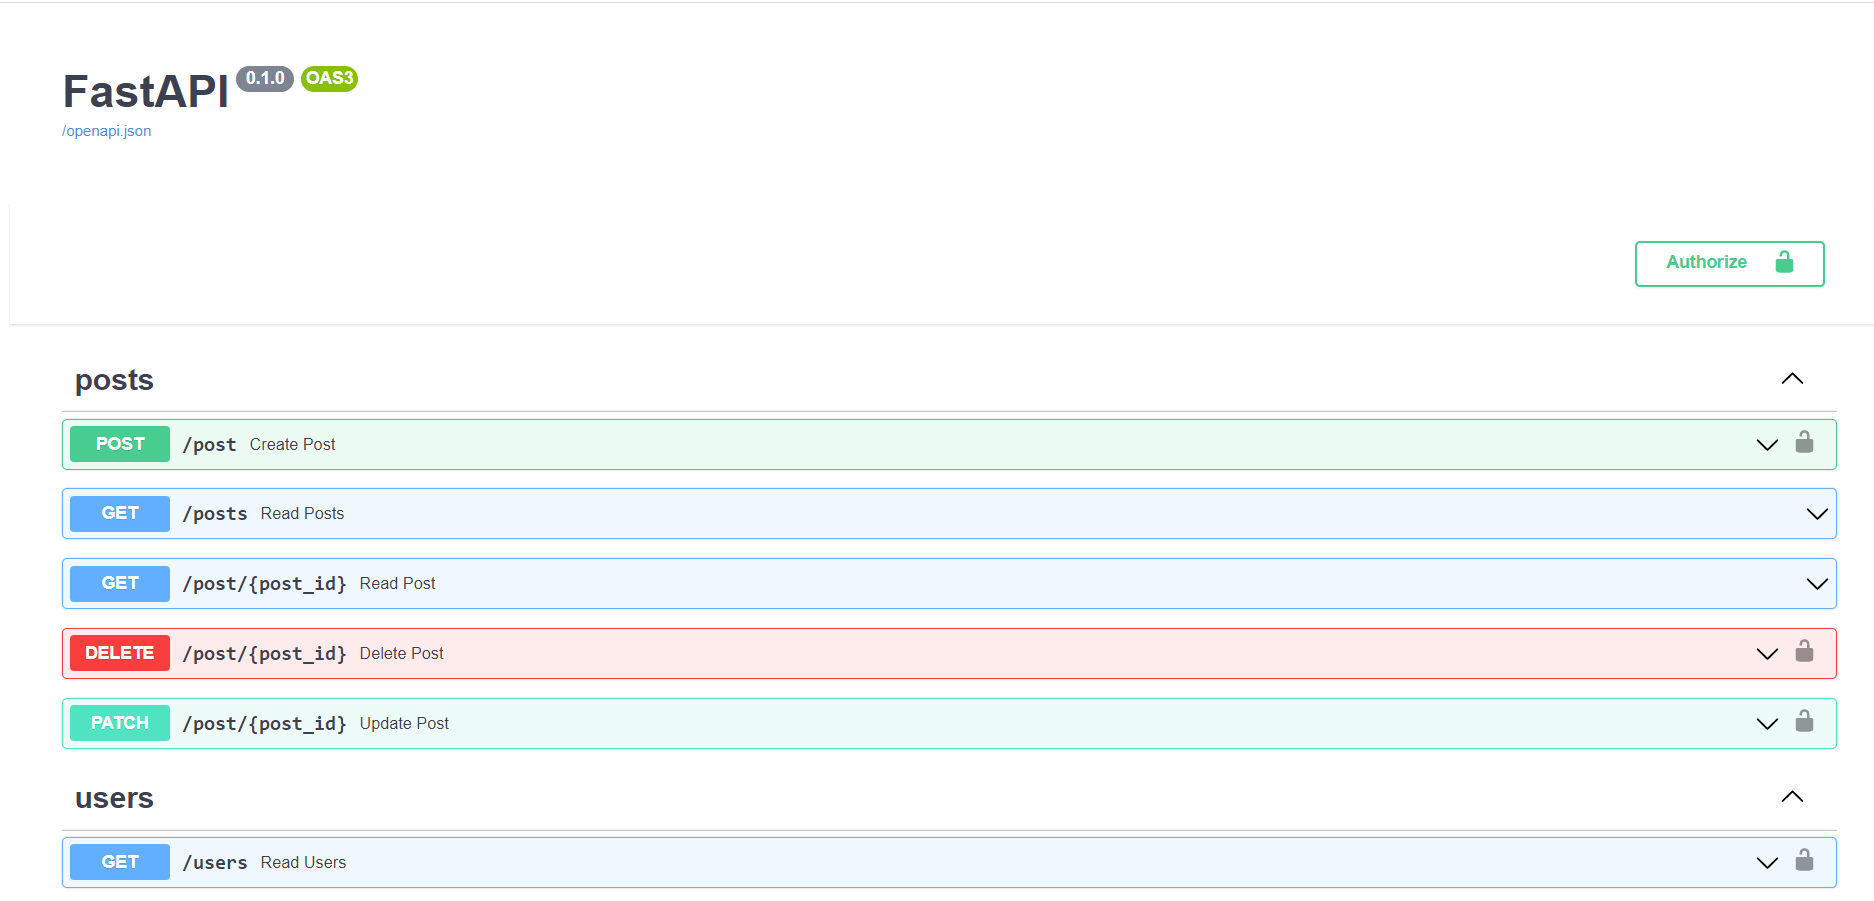 FastAPI 0.1.0 OAS3
/openapi.json
Authorize
posts
POST /post Create Post
GET /posts Read Posts
GET /post/{post_id} Read Post
DELETE /post/{post_id} Delete Post
PATCH /post/{post_id} Update Post
users
GET /users Read Users